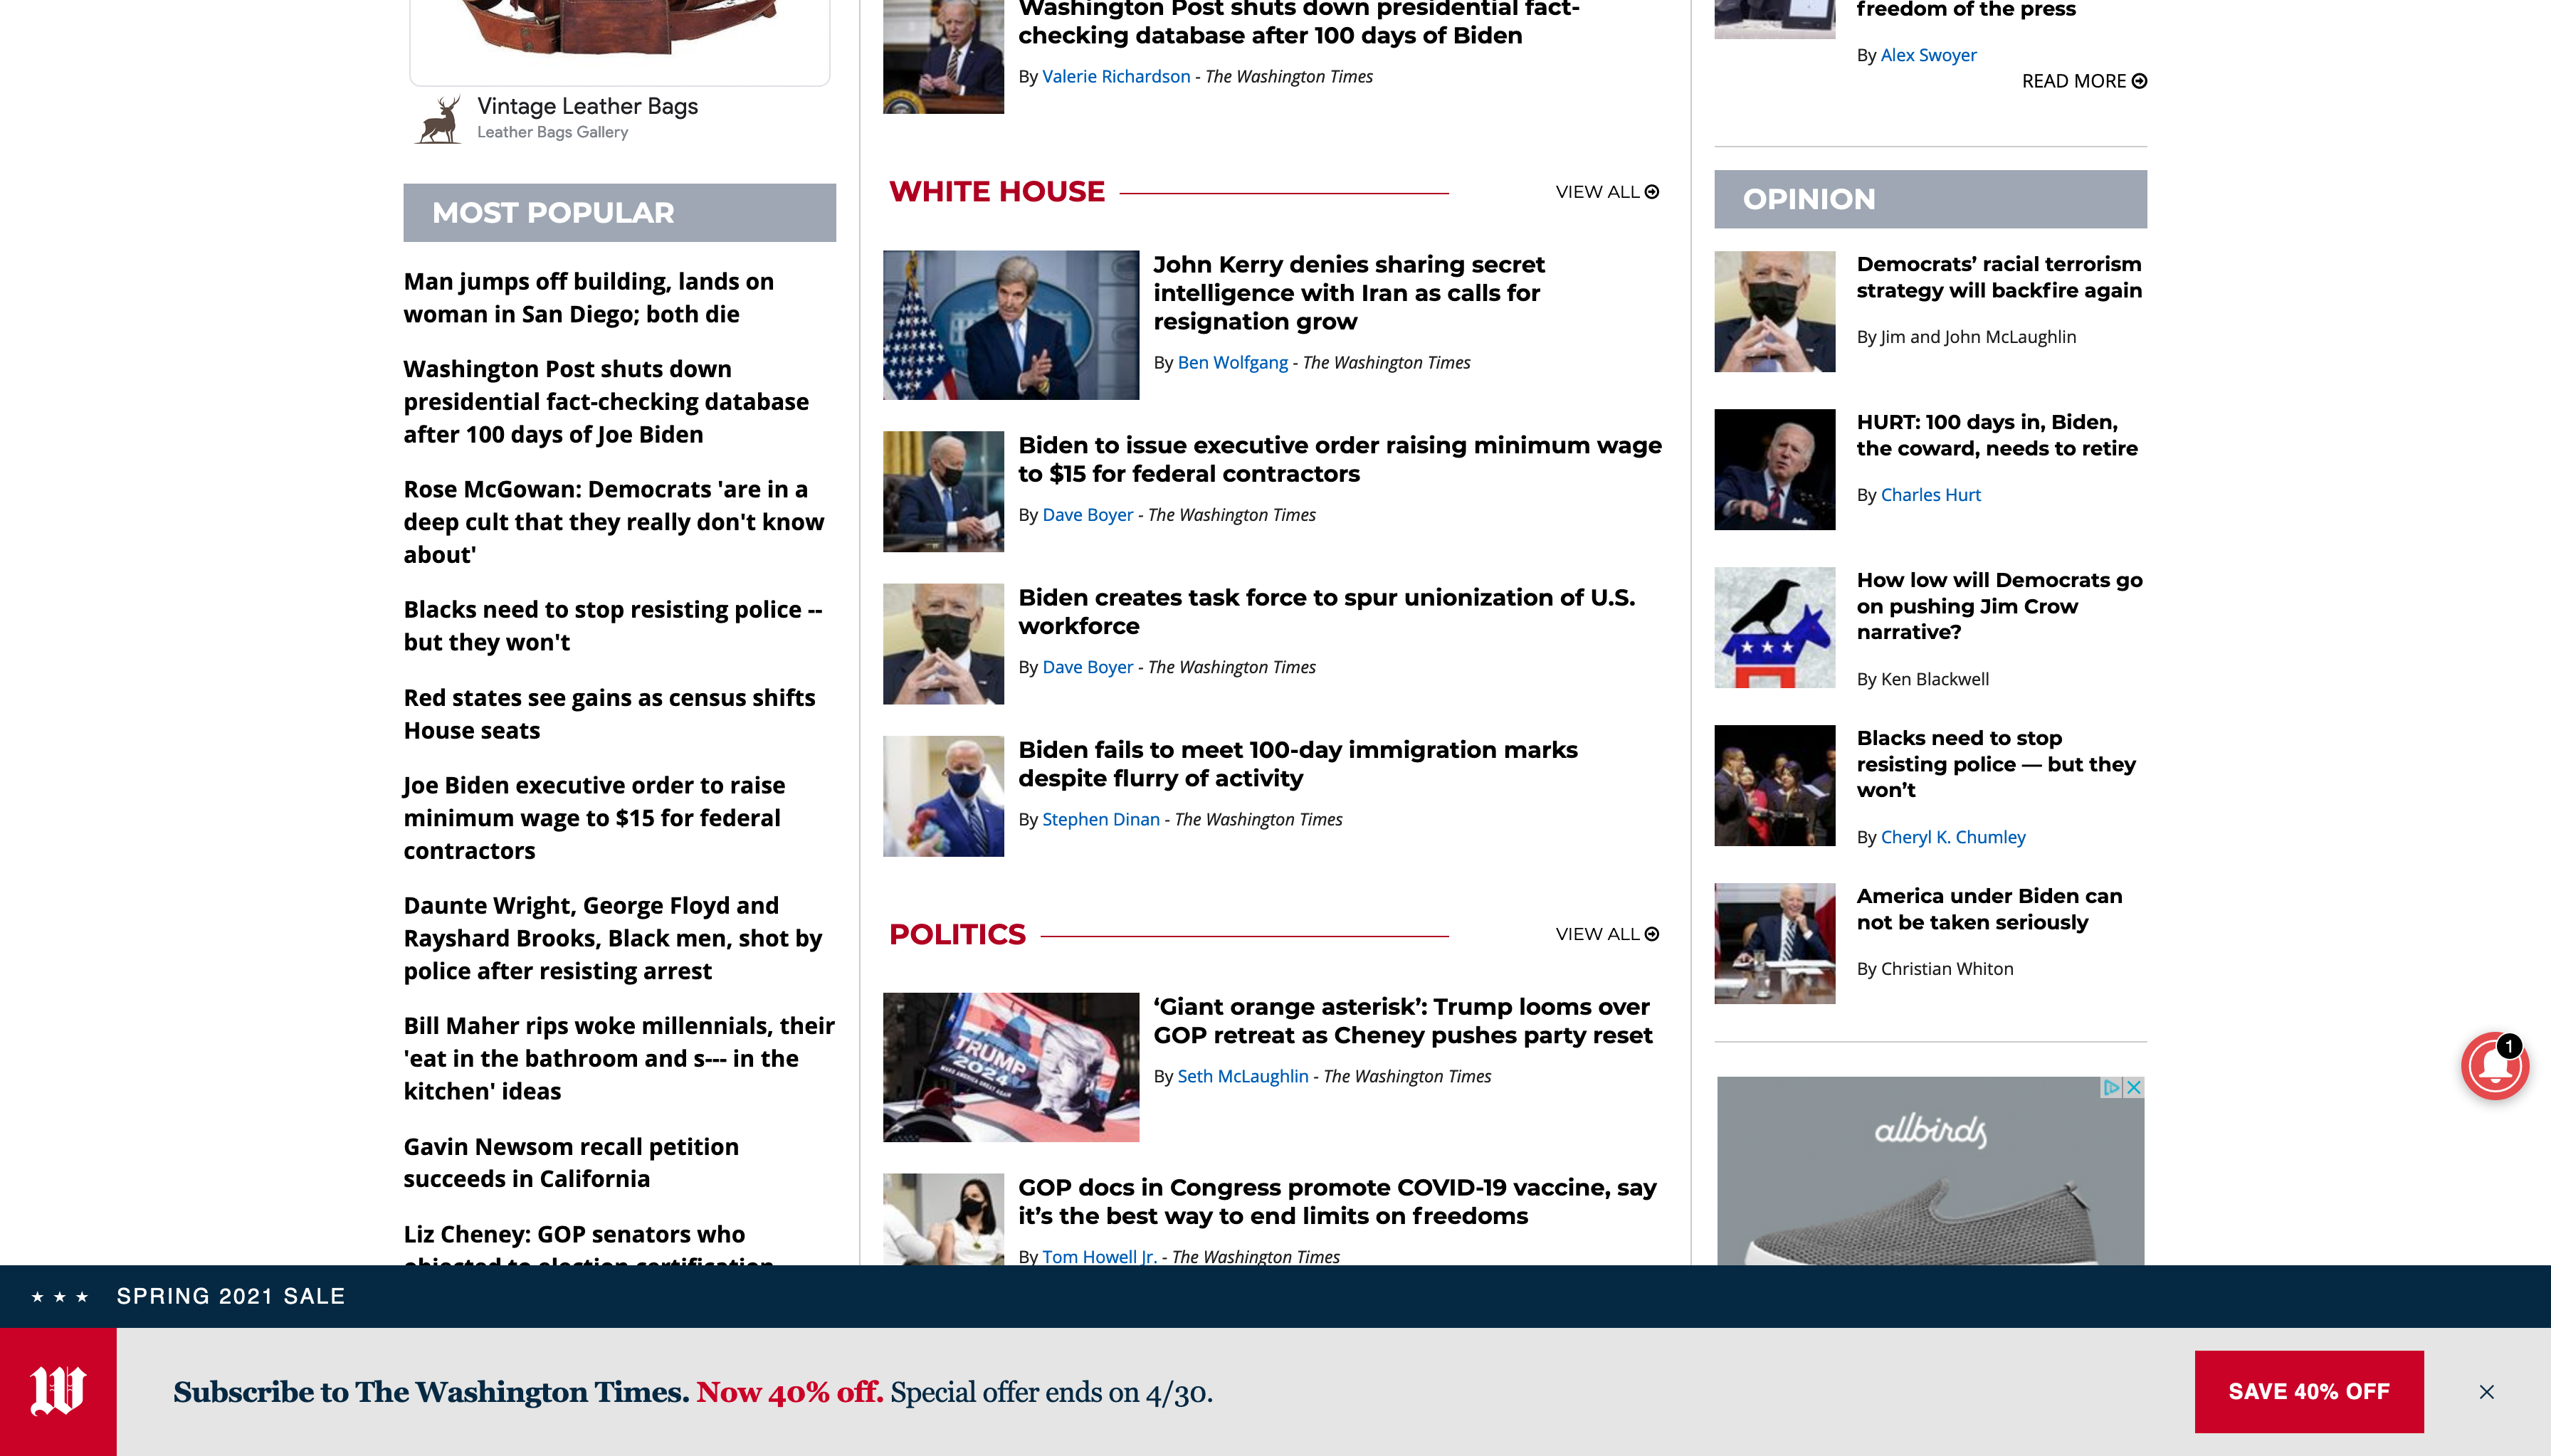 Vintage Leather Bags
Leather Bags Gallery
MOST POPULAR
Man jumps off building, lands on
woman in San Diego; both die
Washington Post shuts down
presidential fact-checking database
after 100 days of Joe Biden
Rose McGowan: Democrats 'are in a
deep cult that they really don't know
about'
Blacks need to stop resisting police --
but they won't
Red states see gains as census shifts
House seats
Joe Biden executive order to raise
minimum wage to $15 for federal
contractors
Daunte Wright, George Floyd and
Rayshard Brooks, Black men, shot by
police after resisting arrest
Bill Maher rips woke millennials, their
'eat in the bathroom and s--- in the
kitchen' ideas
Gavin Newsom recall petition
succeeds in California
Liz Cheney: GOP senators who
objected to election certification
Washington Post shuts down presidential fact-
checking database after 100 days of Biden
By Valerie Richardson - The Washington Times
WHITE HOUSE
VIEW ALL
John Kerry denies sharing secret
intelligence with Iran as calls for
resignation grow
By Ben Wolfgang - The Washington Times
Biden to issue executive order raising minimum wage
to $15 for federal contractors
By Dave Boyer - The Washington Times
Biden creates task force to spur unionization of U.S.
workforce
By Dave Boyer - The Washington Times
Biden fails to meet 100-day immigration marks
despite flurry of activity
By Stephen Dinan - The Washington Times
POLITICS
VIEW ALL
TRUMP
2024
‘Giant orange asterisk’: Trump looms over
GOP retreat as Cheney pushes party reset
By Seth McLaughlin - The Washington Times
GOP docs in Congress promote COVID-19 vaccine, say
it’s the best way to end limits on freedoms
By Tom Howell Jr. - The Washington Times
freedom of the press
By Alex Swoyer
READ MORE
OPINION
Democrats’ racial terrorism
strategy will backfire again
By Jim and John McLaughlin
HURT: 100 days in, Biden,
the coward, needs to retire
By Charles Hurt
How low will Democrats go
on pushing Jim Crow
narrative?
By Ken Blackwell
Blacks need to stop
resisting police — but they
won’t
By Cheryl K. Chumley
America under Biden can
not be taken seriously
By Christian Whiton
allbirds
1
★ ★ ★ SPRING 2021 SALE
W
Subscribe to The Washington Times. Now 40% off. Special offer ends on 4/30.
SAVE 40% OFF